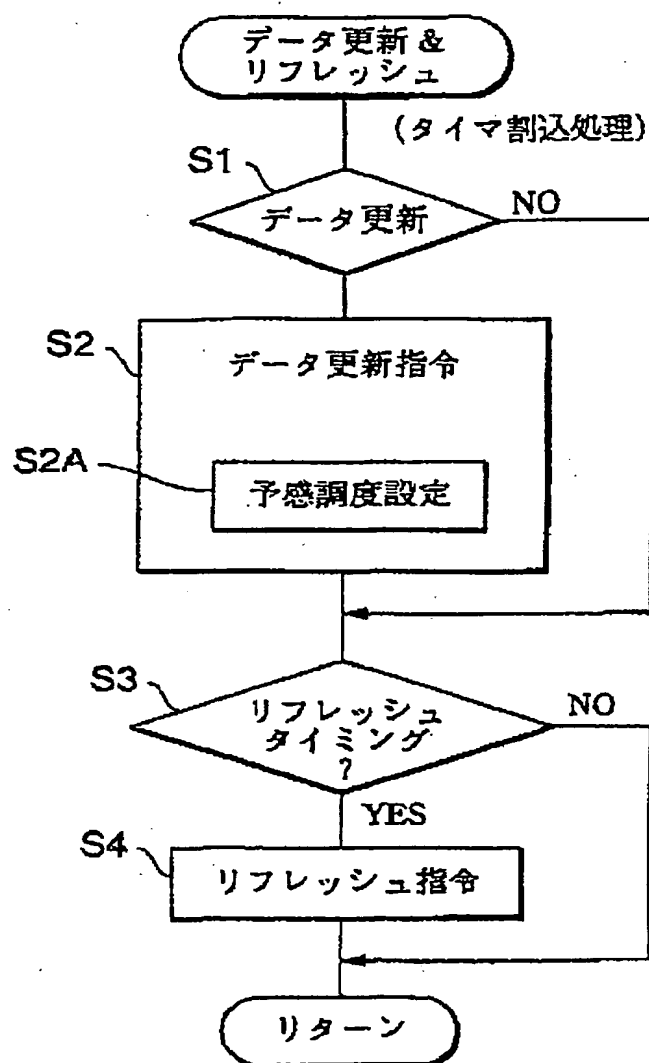 データ更新 &
リフレッシュ
(タイマ割込処理)
S1
データ更新
NO
S2
データ更新指令
S2A
予感調度設定
S3
リフレッシュ
タイミング
?
NO
YES
S4
リフレッシュ指令
リターン